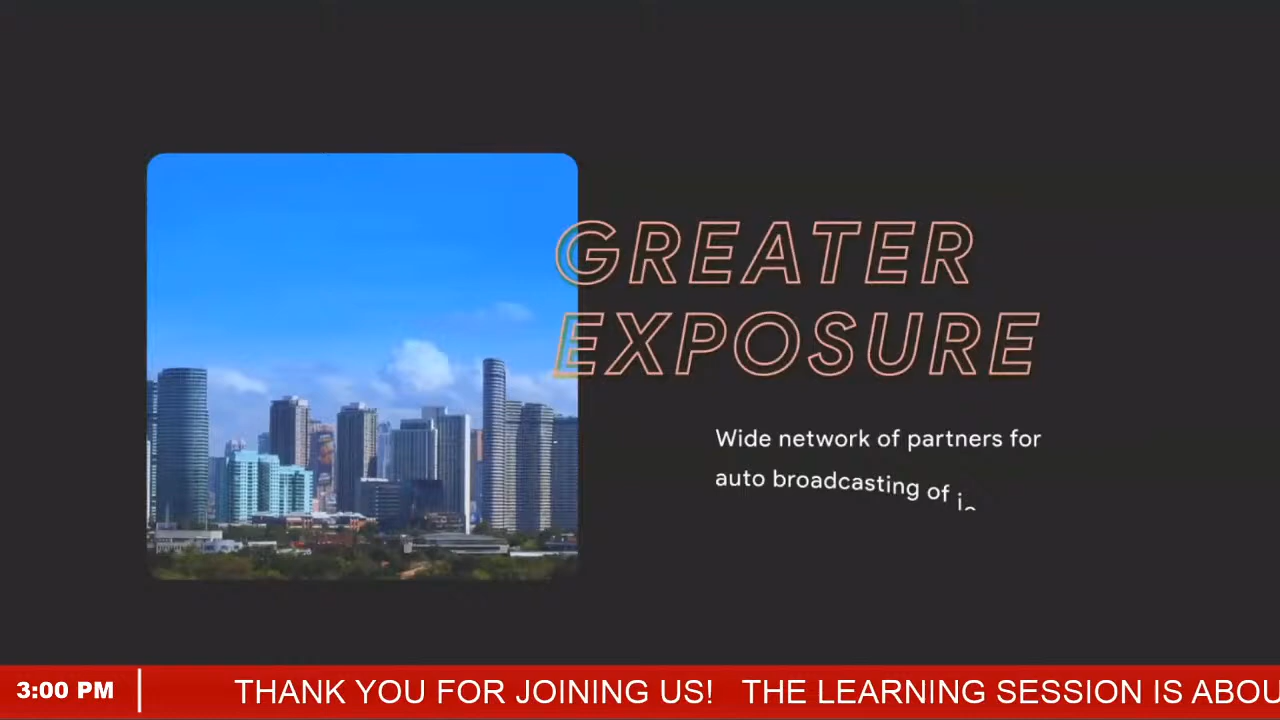 GREATER
EXPOSURE
Wide network of partners for
auto broadcasting of
3:00 PM
THANK YOU FOR JOINING US! THE LEARNING SESSION IS ABOU